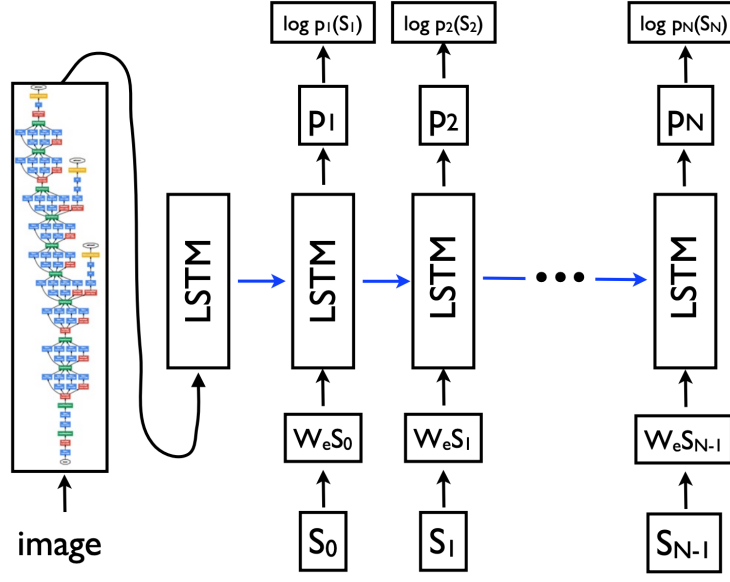 log p₁(S₁) log p₂(S₂) log pN(SN)
p₁ p₂ pN
LSTM LSTM LSTM LSTM
WₑS₀ WₑS₁ WₑSN-1
image S₀ S₁ SN-1